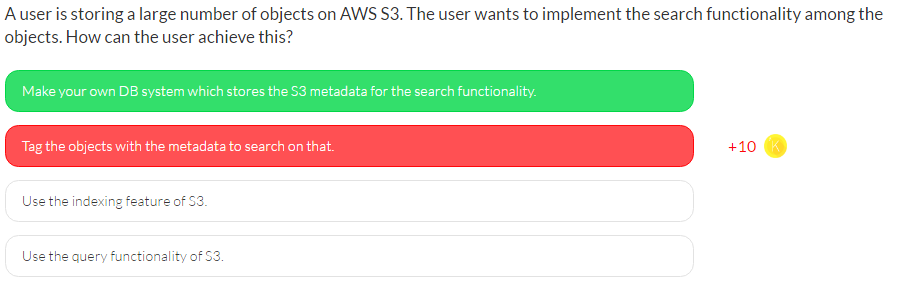 A user is storing a large number of objects on AWS S3. The user wants to implement the search functionality among the
objects. How can the user achieve this?
Make your own DB system which stores the S3 metadata for the search functionality.
Tag the objects with the metadata to search on that.
+10 K
Use the indexing feature of S3.
Use the query functionality of S3.